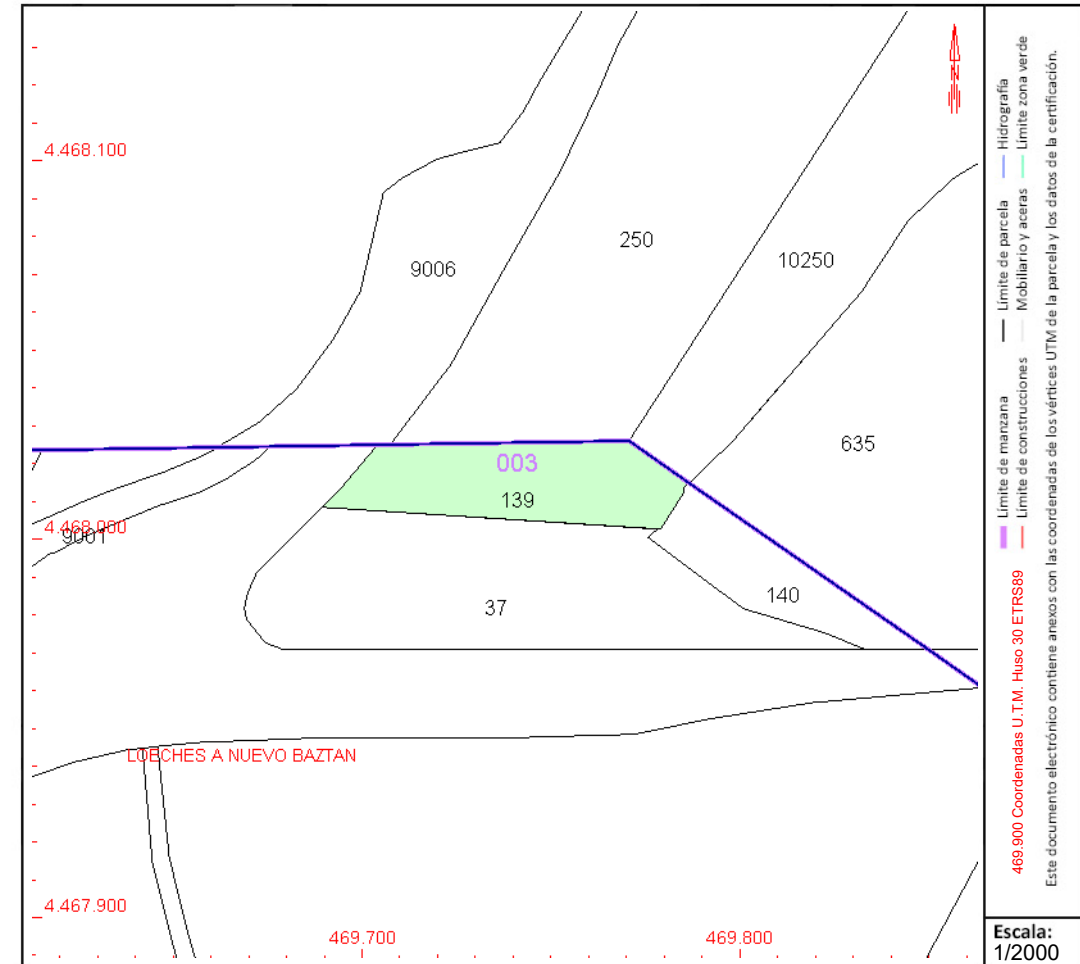 N
4.468.100
250
10250
9006
635
003
139
4.468.000
9001
140
37
LOECHES A NUEVO BAZTAN
4.467.900
469.700
469.800
Límite de manzana
Límite de parcela
Hidrografía
Límite de construcciones
Mobiliario y aceras
Límite zona verde
469.900 Coordenadas U.T.M. Huso 30 ETRS89
Este documento electrónico contiene anexos con las coordenadas de los vértices UTM de la parcela y los datos de la certificación.
Escala:
1/2000